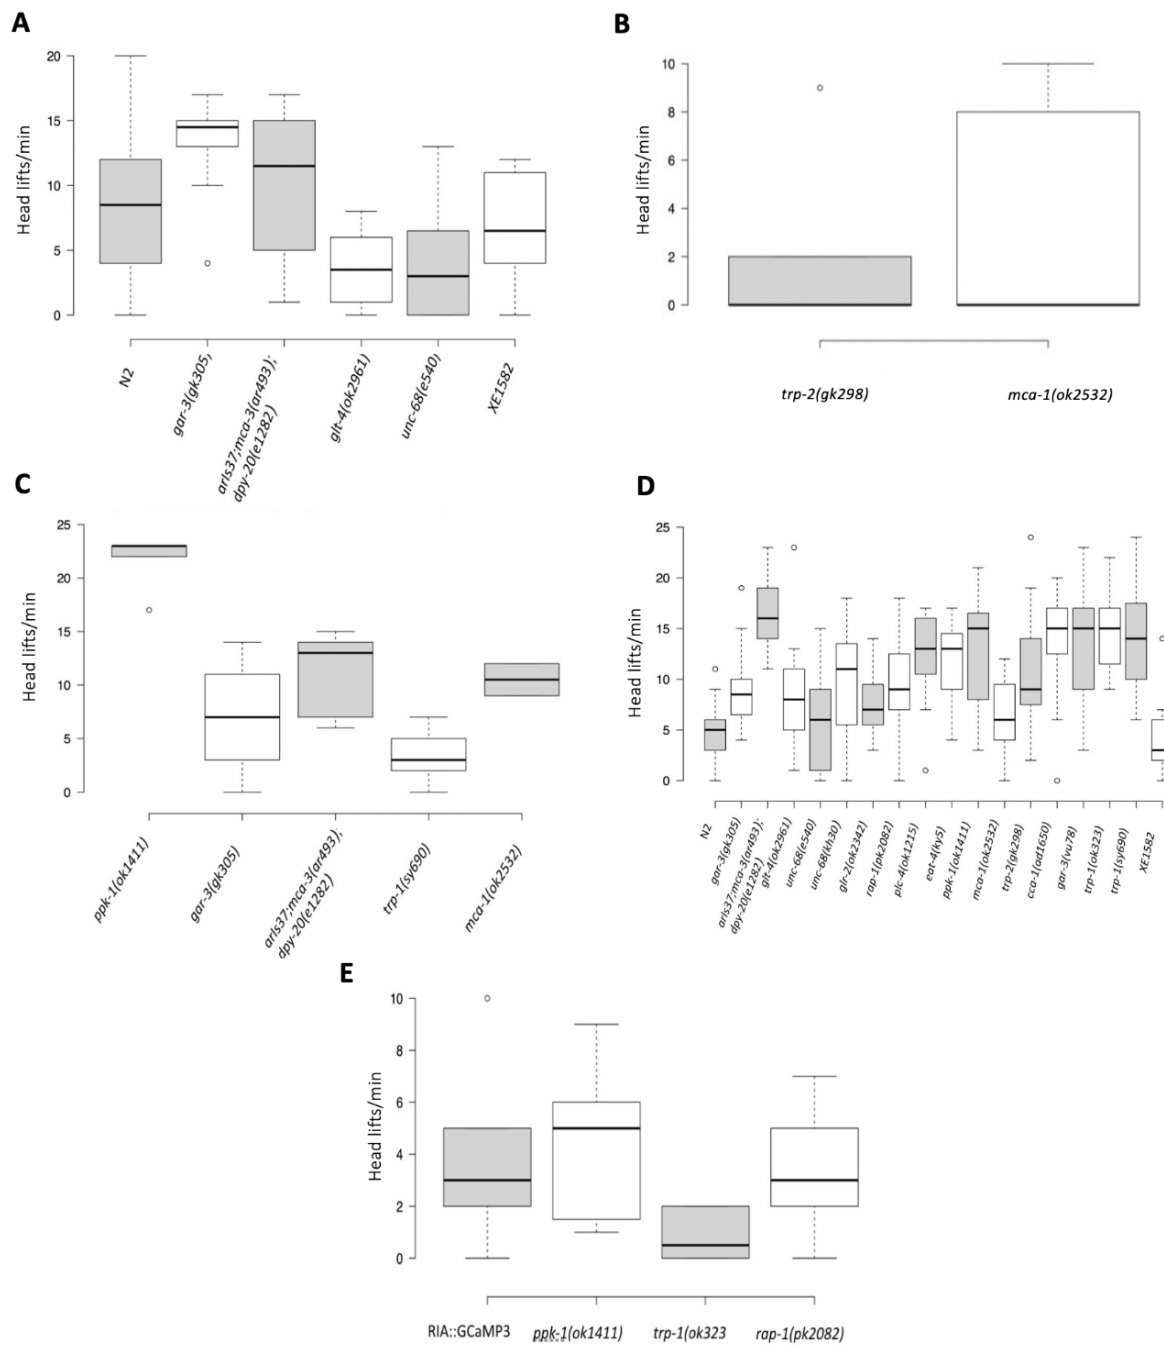 A
20
15
10
5
0
Head lifts/min
N2
gar-3(gk305)
arIs37;mca-3(ar493);
dpy-20(e1282)
glt-4(ok2961)
unc-68(e540)
XE1582
B
10
8
6
4
2
0
Head lifts/min
trp-2(gk298)
mca-1(ok2532)
C
25
20
15
10
5
0
Head lifts/min
ppk-1(ok1411)
gar-3(gk305)
arIs37;mca-3(ar493);
dpy-20(e1282)
trp-1(sy690)
mca-1(ok2532)
D
25
20
15
10
5
0
Head lifts/min
N2
gar-3(gk305)
arIs37;mca-3(ar493);
dpy-20(e1282)
glt-4(ok2961)
unc-68(e540)
unc-68(kh30)
glr-2(ok2342)
rap-1(pk2082)
plc-4(ok1215)
eat-4(ky5)
ppk-1(ok1411)
mca-1(ok2532)
trp-2(gk298)
cca-1(ad1650)
gar-3(vu78)
trp-1(ok323)
trp-1(sy690)
XE1582
E
10
8
6
4
2
0
Head lifts/min
RIA::GCaMP3
ppk-1(ok1411)
trp-1(ok323
rap-1(pk2082)